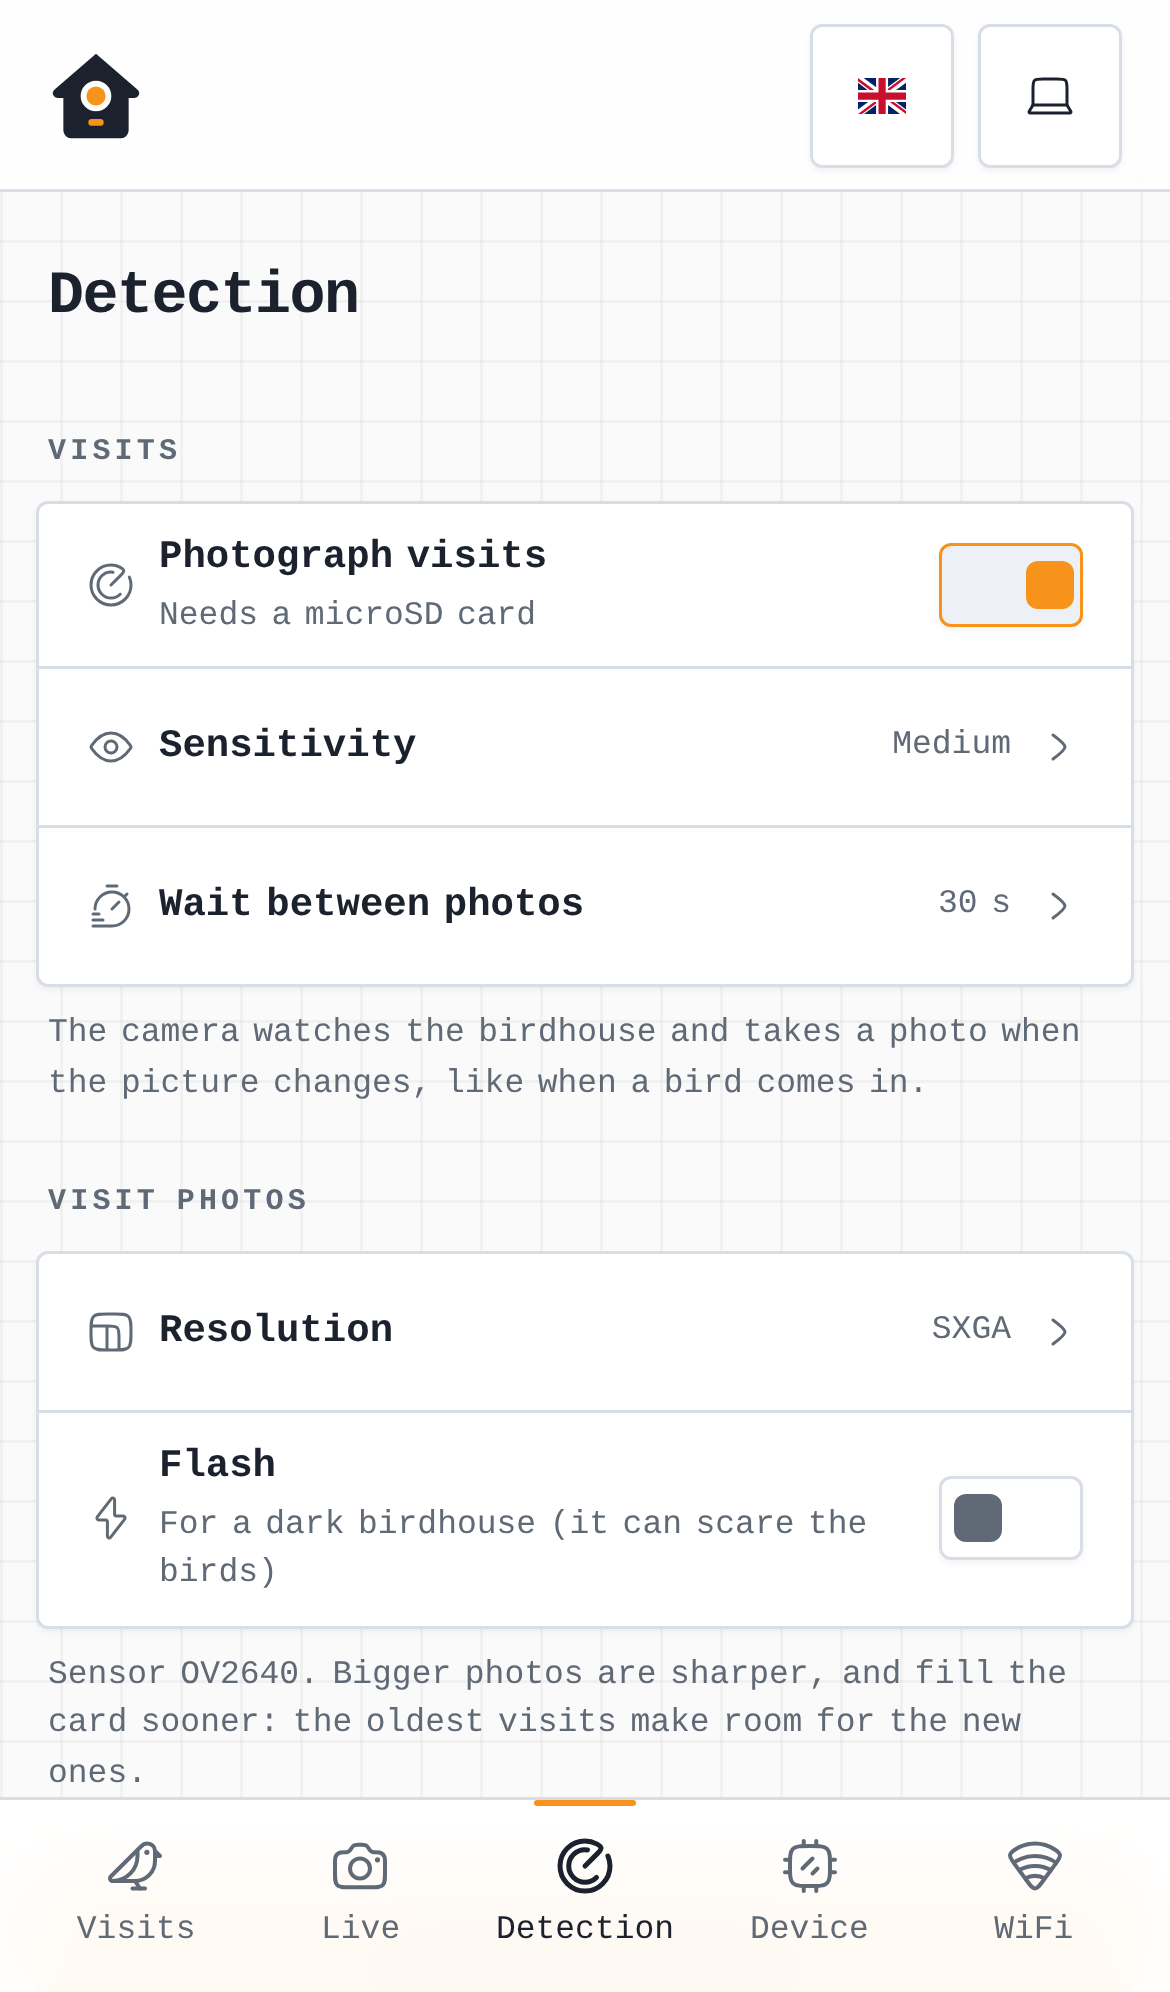 Detection
VISITS
Photograph visits
Needs a microSD card
Sensitivity
Medium
Wait between photos
30 s
The camera watches the birdhouse and takes a photo when
the picture changes, like when a bird comes in.
VISIT PHOTOS
Resolution
SXGA
Flash
For a dark birdhouse (it can scare the
birds)
Sensor OV2640. Bigger photos are sharper, and fill the
card sooner: the oldest visits make room for the new
ones.
Visits
Live
Detection
Device
WiFi